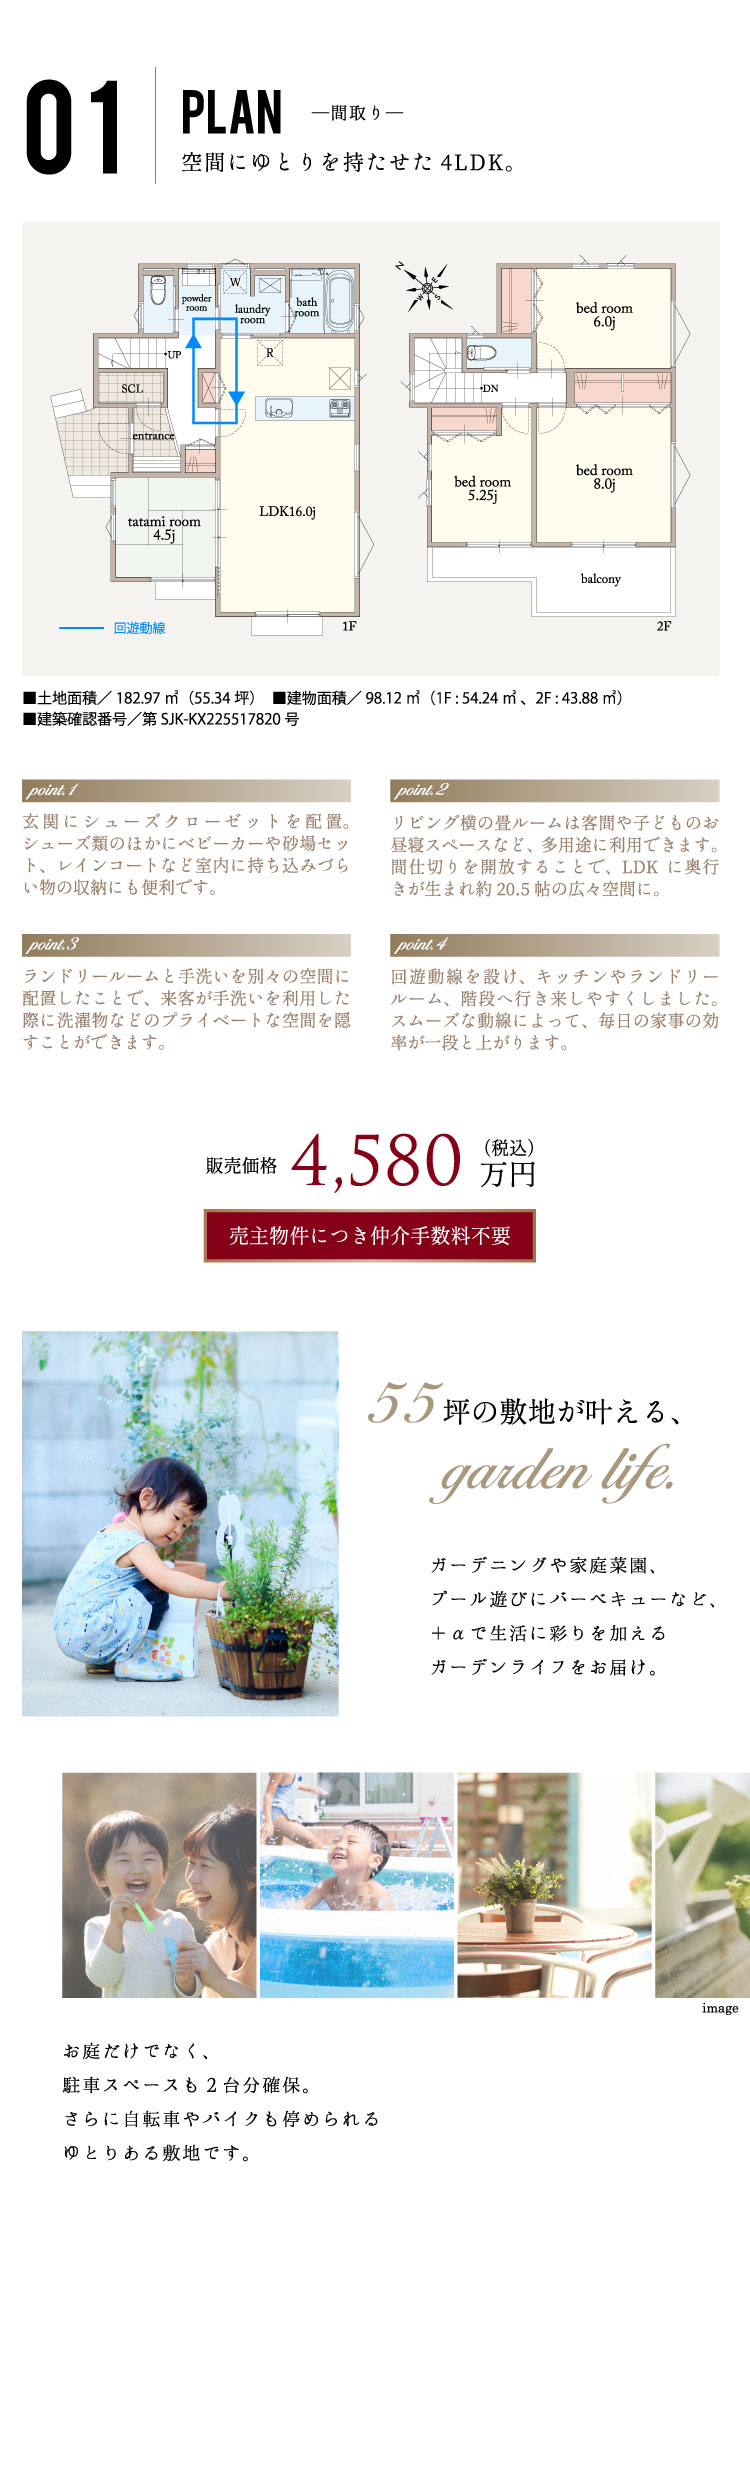 01
PLAN ―間取り―
空間にゆとりを持たせた 4LDK。
powder room
W
laundry room
bath room
UP
R
SCL
entrance
LDK16.0j
tatami room
4.5j
回遊動線
1F
N
E
W
S
bed room
6.0j
DN
bed room
5.25j
bed room
8.0j
balcony
2F
■土地面積／ 182.97 ㎡（55.34 坪） ■建物面積／ 98.12 ㎡（1F : 54.24 ㎡ 、2F : 43.88 ㎡）
■建築確認番号／第 SJK-KX225517820 号
point.1
玄関にシューズクローゼットを配置。
シューズ類のほかにベビーカーや砂場セッ
ト、レインコートなど室内に持ち込みづら
い物の収納にも便利です。
point.2
リビング横の畳ルームは客間や子どものお
昼寝スペースなど、多用途に利用できます。
間仕切りを開放することで、LDK に奥行
きが生まれ約 20.5 帖の広々空間に。
point.3
ランドリールームと手洗いを別々の空間に
配置したことで、来客が手洗いを利用した
際に洗濯物などのプライベートな空間を隠
すことができます。
point.4
回遊動線を設け、キッチンやランドリー
ルーム、階段へ行き来しやすくしました。
スムーズな動線によって、毎日の家事の効
率が一段と上がります。
販売価格 4,580 万円（税込）
売主物件につき仲介手数料不要
55坪の敷地が叶える、
garden life.
ガーデニングや家庭菜園、
プール遊びにバーベキューなど、
＋αで生活に彩りを加える
ガーデンライフをお届け。
image
お庭だけでなく、
駐車スペースも２台分確保。
さらに自転車やバイクも停められる
ゆとりある敷地です。